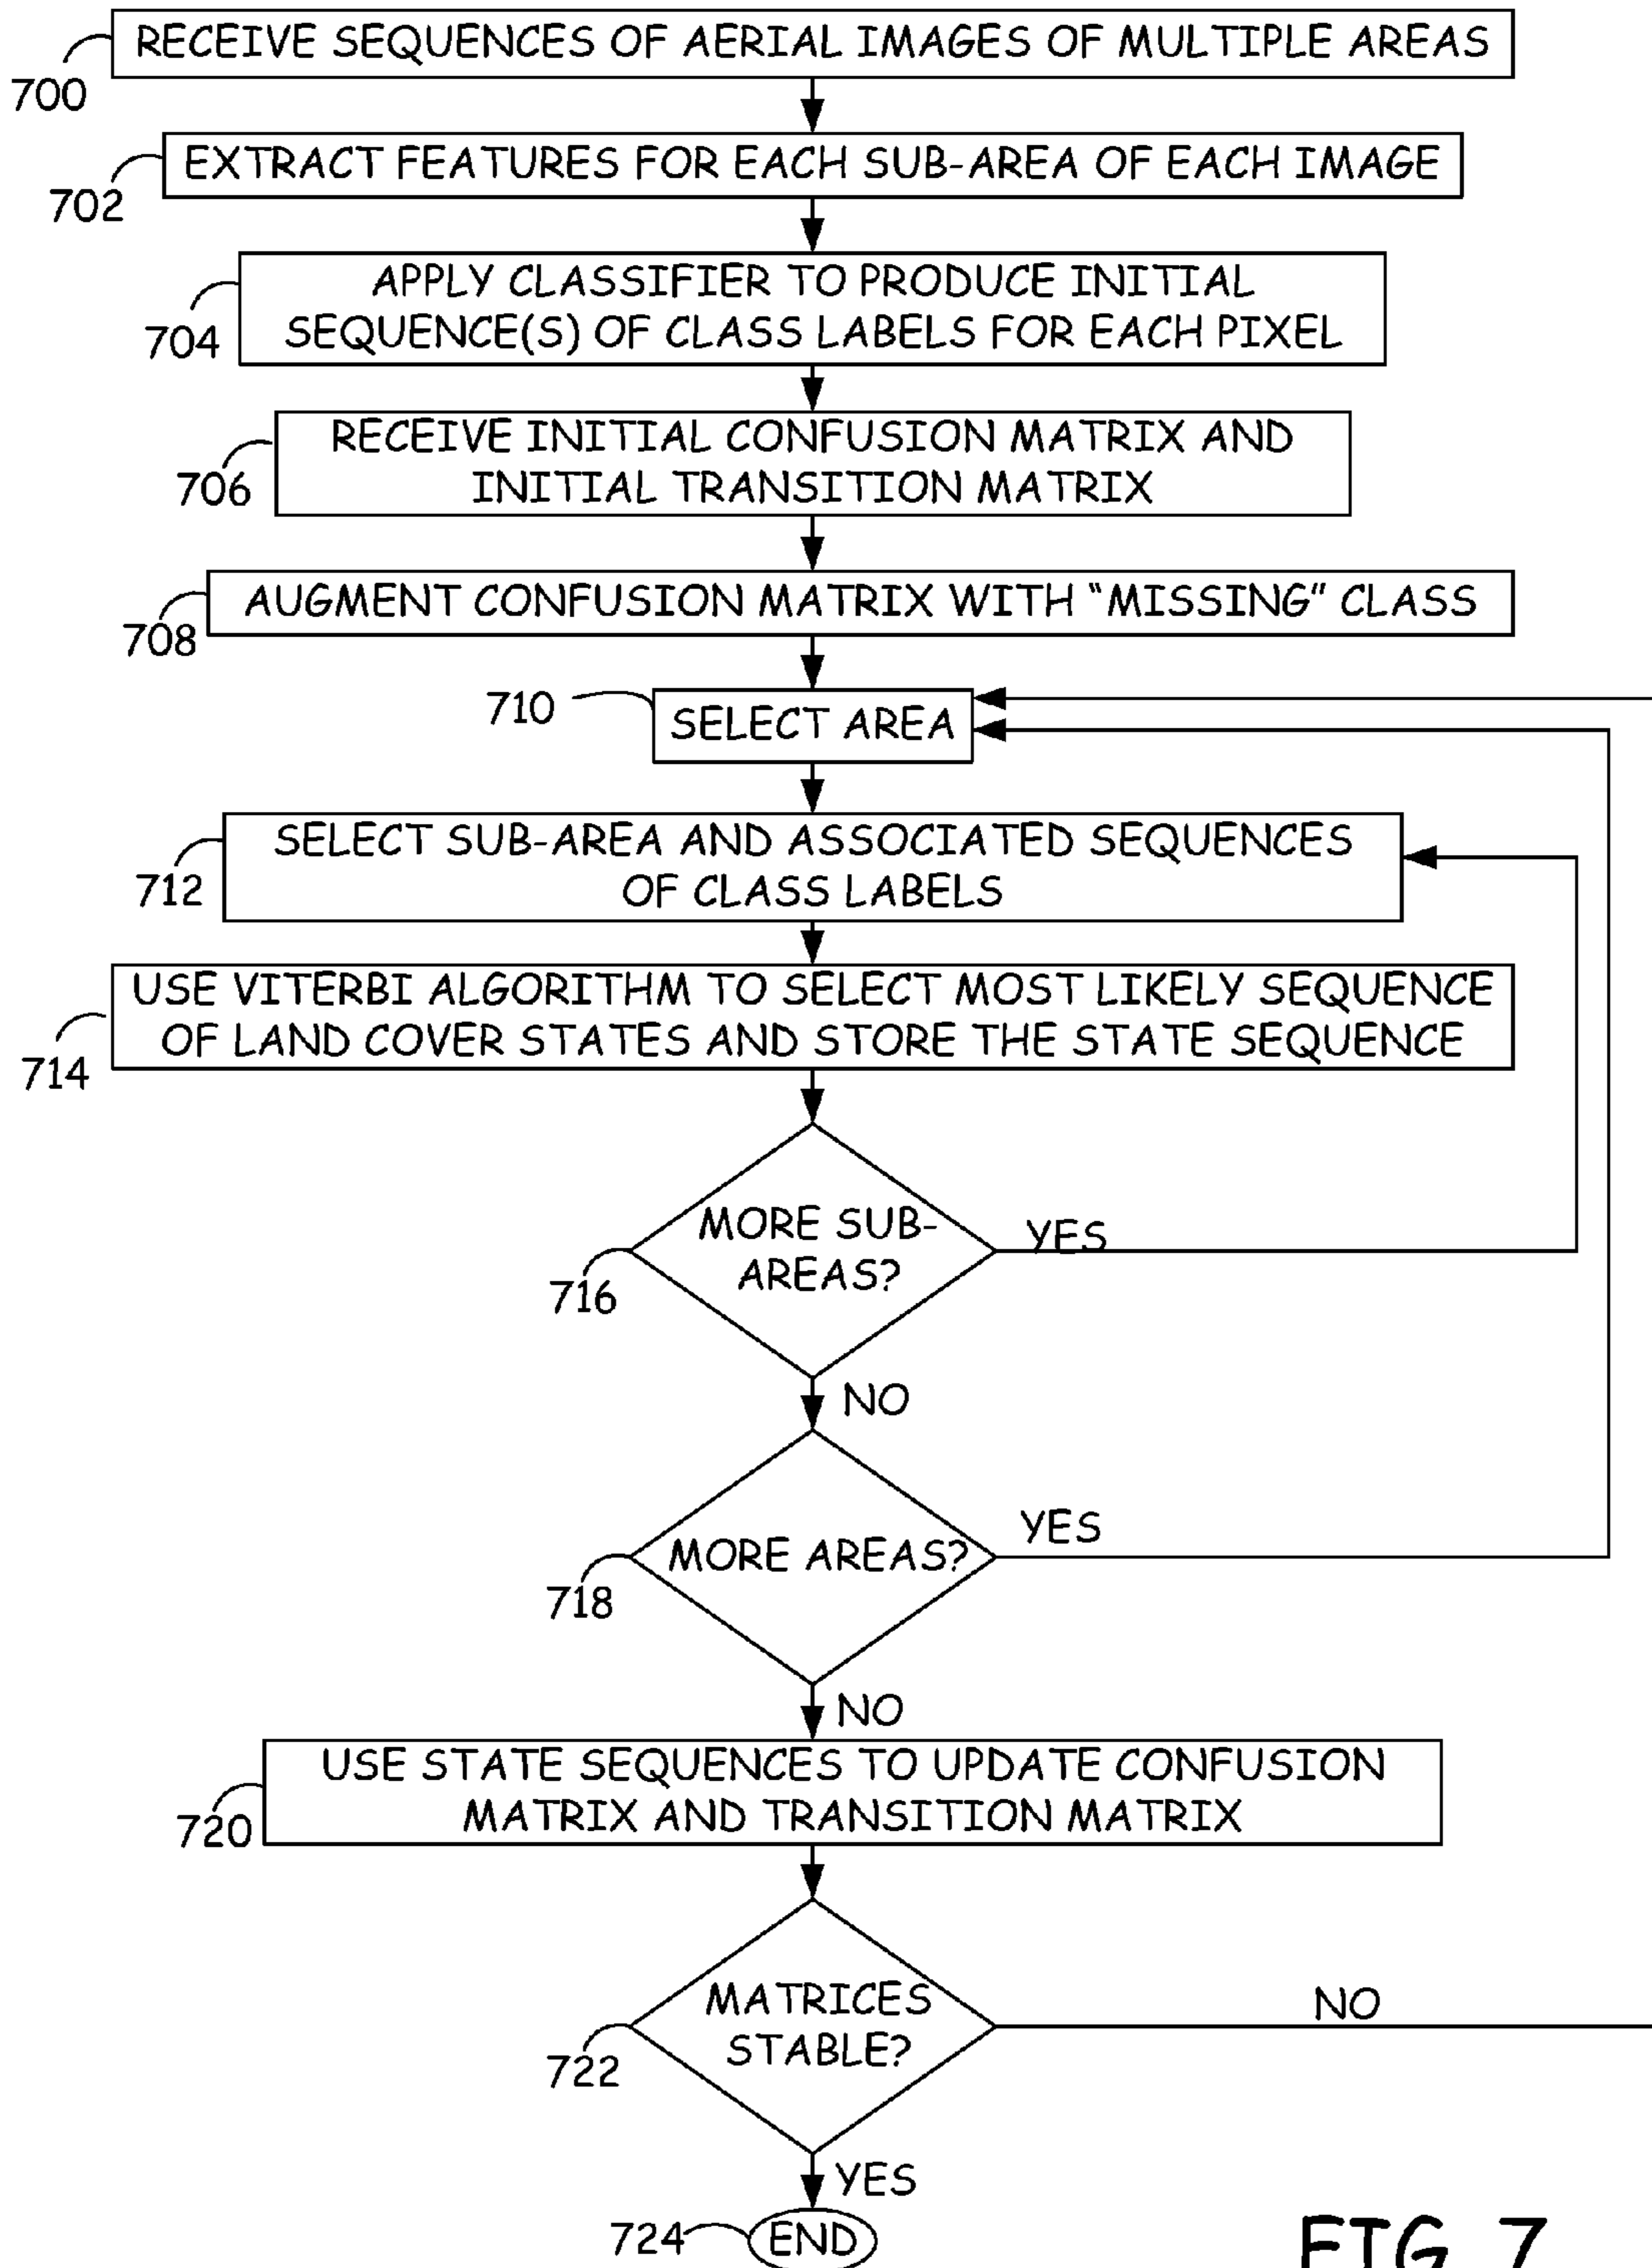 RECEIVE SEQUENCES OF AERIAL IMAGES OF MULTIPLE AREAS
700
EXTRACT FEATURES FOR EACH SUB-AREA OF EACH IMAGE
702
APPLY CLASSIFIER TO PRODUCE INITIAL
SEQUENCE(S) OF CLASS LABELS FOR EACH PIXEL
704
RECEIVE INITIAL CONFUSION MATRIX AND
INITIAL TRANSITION MATRIX
706
AUGMENT CONFUSION MATRIX WITH “MISSING” CLASS
708
710
SELECT AREA
SELECT SUB-AREA AND ASSOCIATED SEQUENCES
OF CLASS LABELS
712
USE VITERBI ALGORITHM TO SELECT MOST LIKELY SEQUENCE
OF LAND COVER STATES AND STORE THE STATE SEQUENCE
714
MORE SUB-
AREAS?
YES
716
NO
MORE AREAS?
YES
718
NO
USE STATE SEQUENCES TO UPDATE CONFUSION
MATRIX AND TRANSITION MATRIX
720
MATRICES
STABLE?
NO
722
YES
724
END
FIG. 7